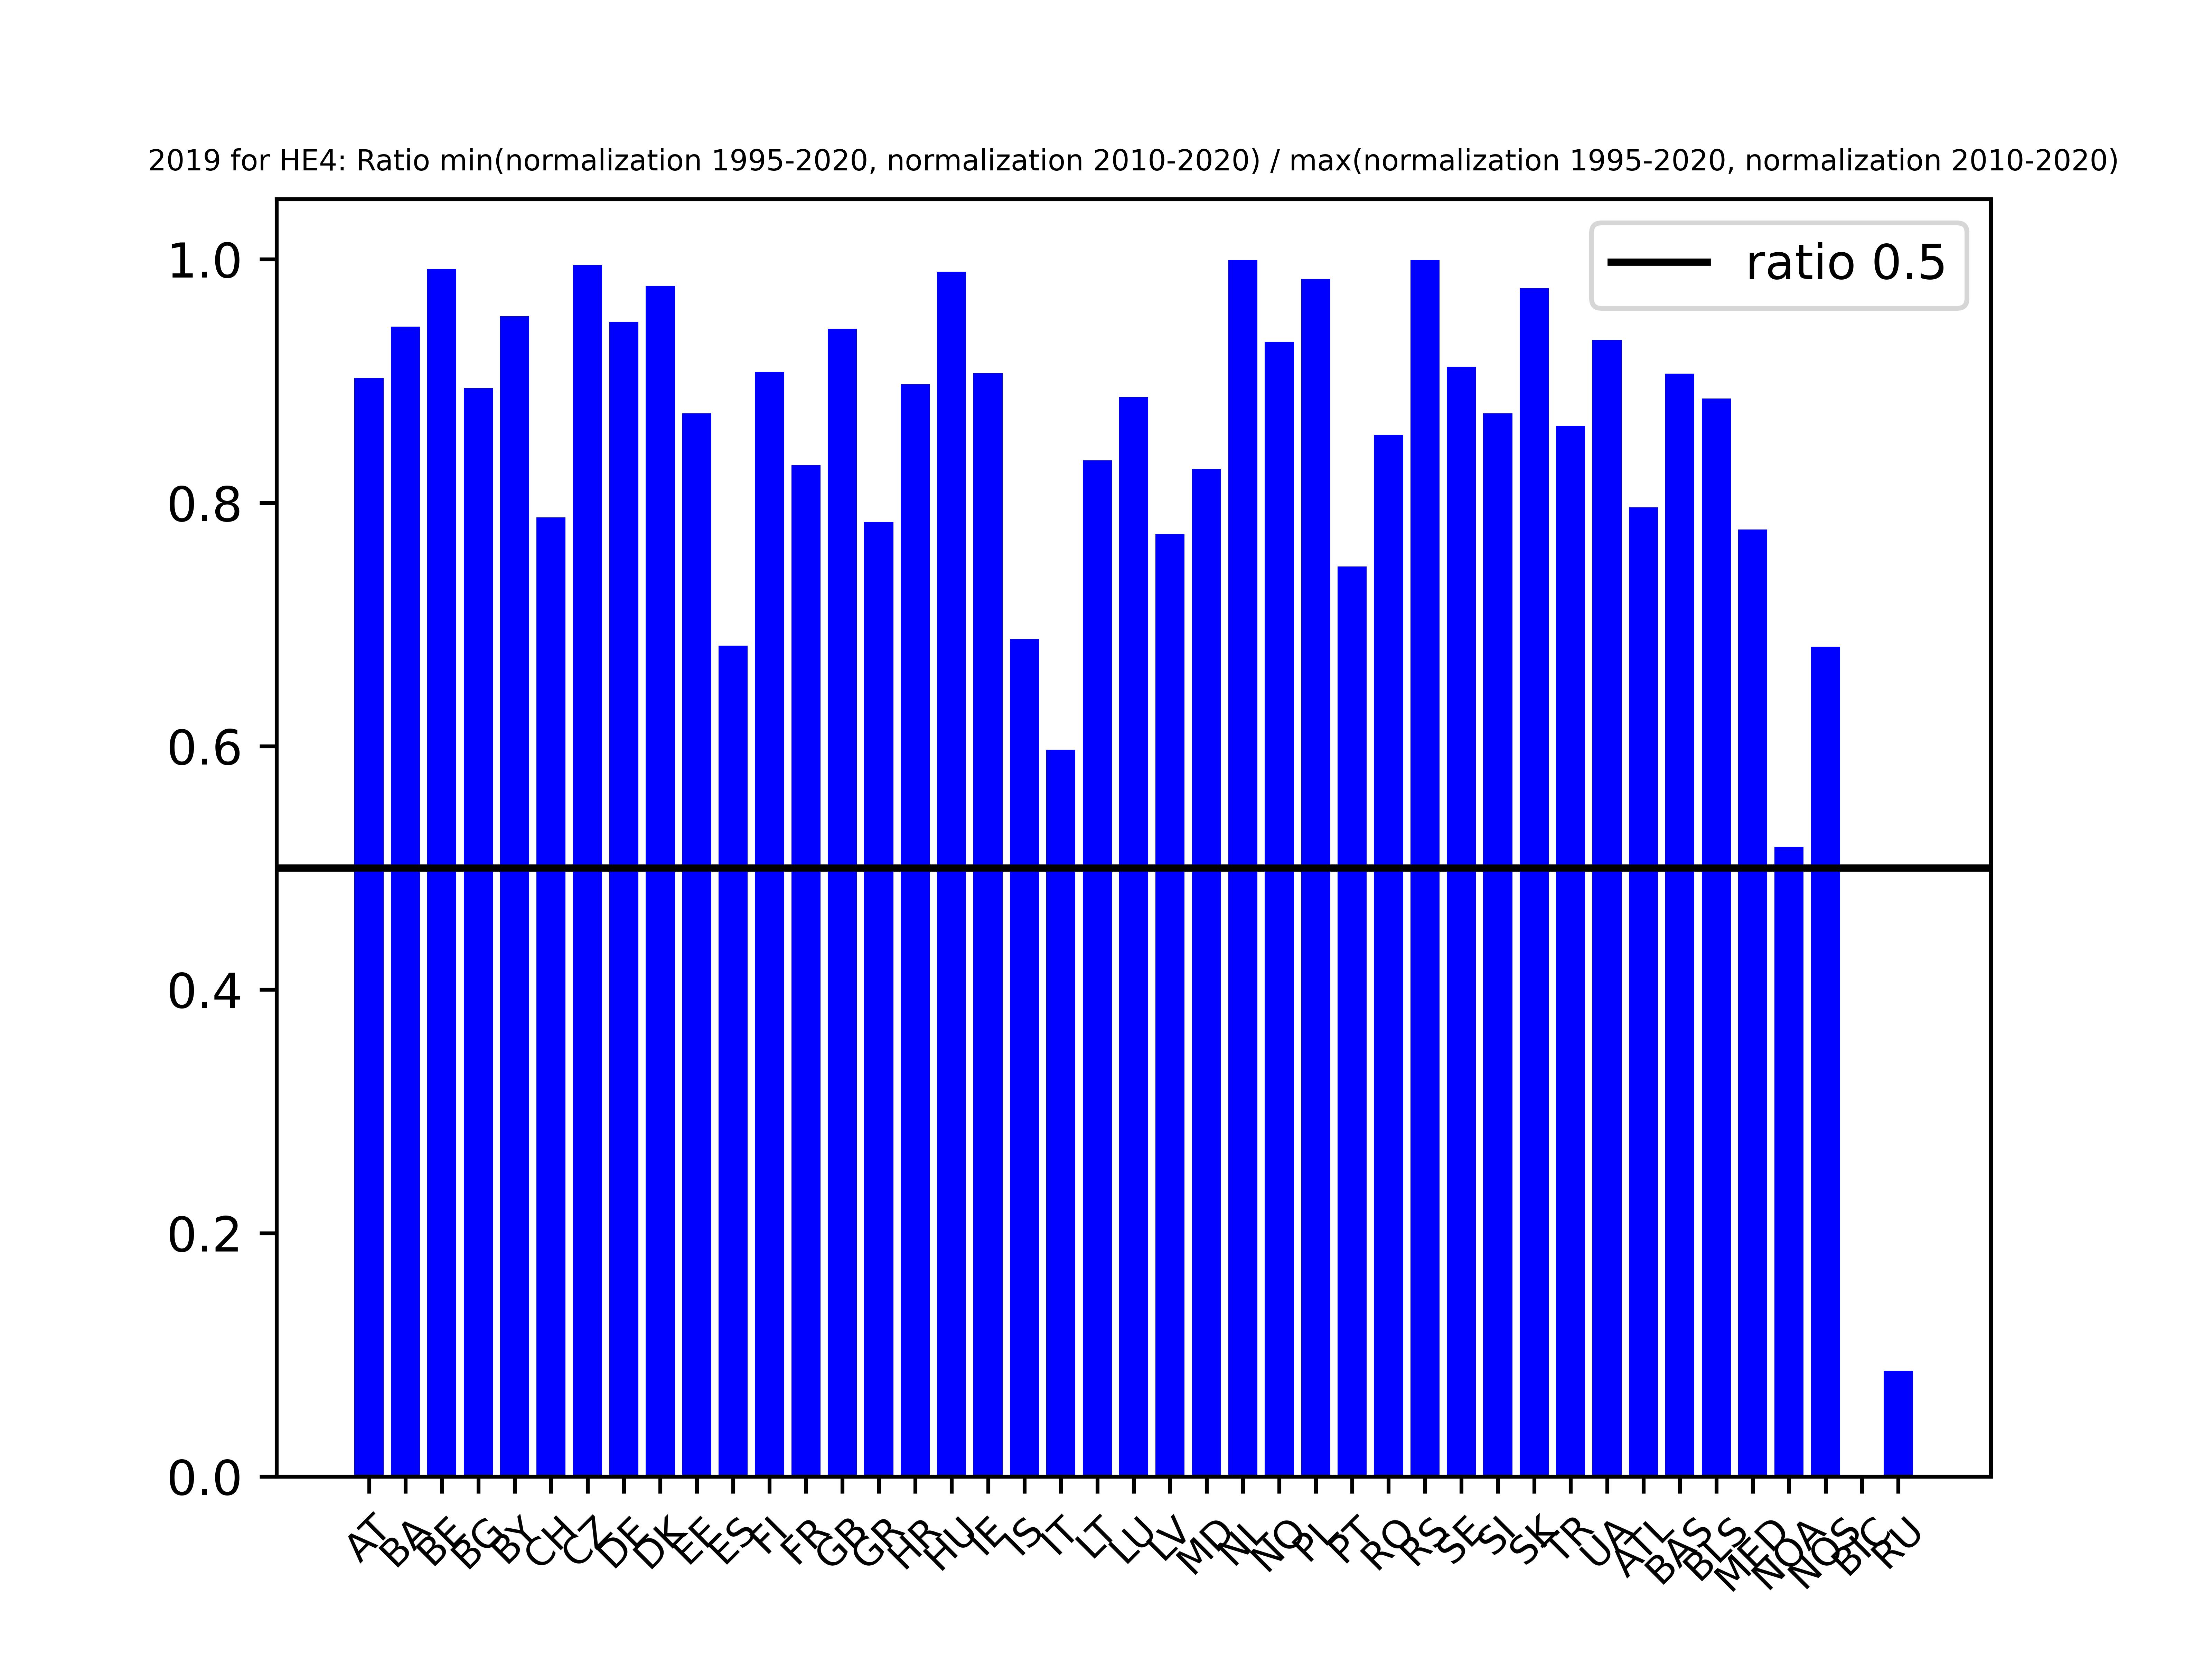 2019 for HE4: Ratio min(normalization 1995-2020, normalization 2010-2020) / max(normalization 1995-2020, normalization 2010-2020)
ratio 0.5
1.0
0.8
0.6
0.4
0.2
0.0
AT
BA
BE
BG
BY
CH
CZ
DE
DK
EE
ES
FI
FR
GB
GR
HR
HU
IE
IS
IT
LT
LU
LV
MD
NL
NO
PL
PT
RO
RS
SE
SI
SK
TR
UA
ATL
BAS
BLS
MED
NOA
NOS
BIC
RU